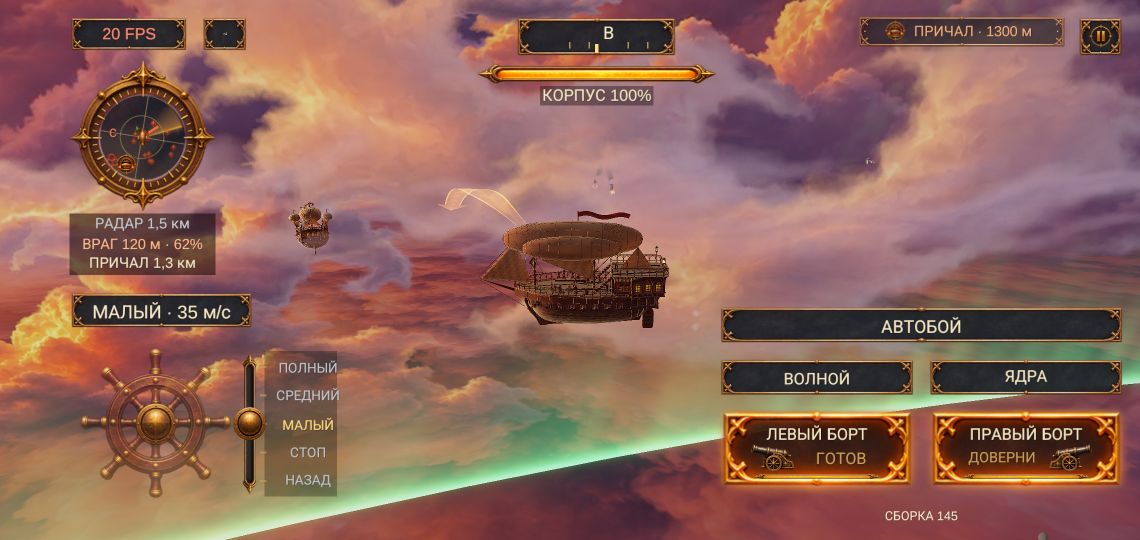 20 FPS
В
ПРИЧАЛ · 1300 м
КОРПУС 100%
С
РАДАР 1,5 км
ВРАГ 120 м · 62%
ПРИЧАЛ 1,3 км
МАЛЫЙ · 35 м/с
ПОЛНЫЙ
СРЕДНИЙ
МАЛЫЙ
СТОП
НАЗАД
АВТОБОЙ
ВОЛНОЙ
ЯДРА
ЛЕВЫЙ БОРТ
ГОТОВ
ПРАВЫЙ БОРТ
ДОВЕРНИ
СБОРКА 145